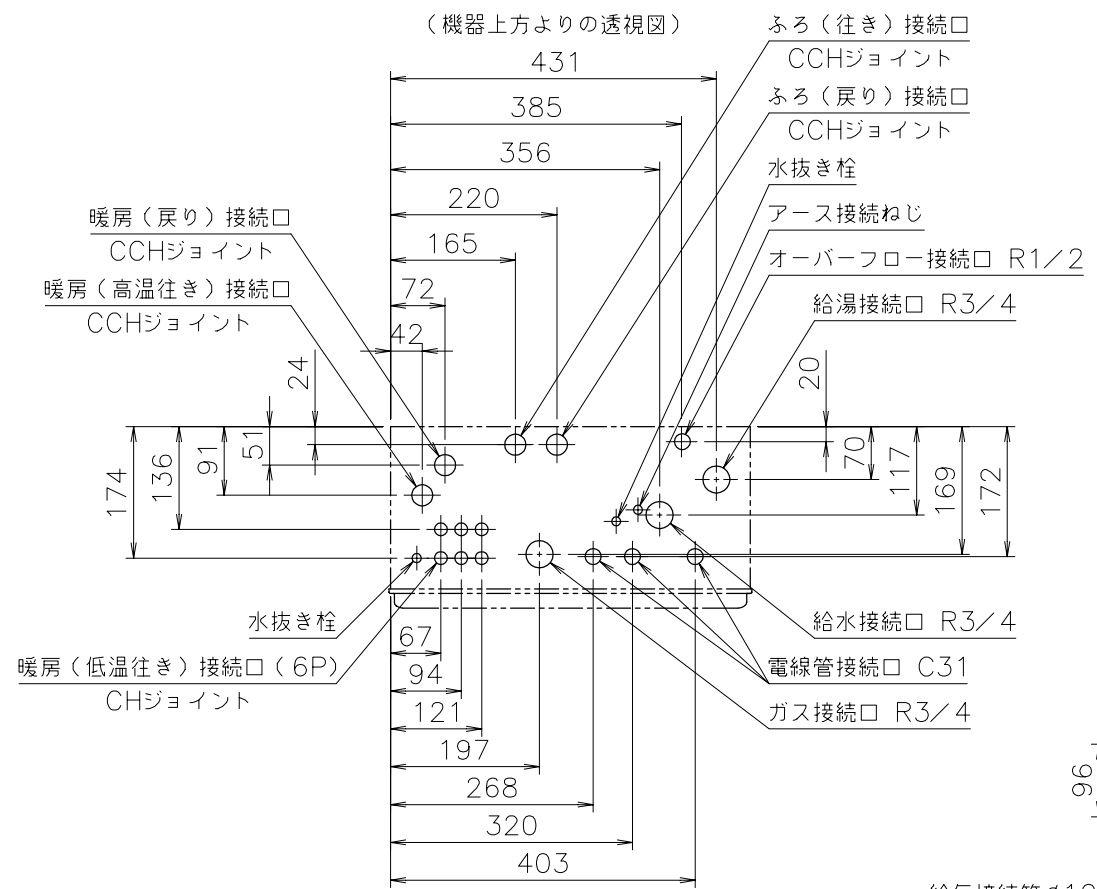 (機器上方よりの透視図)
ふろ(往き)接続口
CCHジョイント
431
ふろ(戻り)接続口
CCHジョイント
385
356
水抜き栓
220
アース接続ねじ
暖房(戻り)接続口
CCHジョイント
165
オーバーフロー接続口 R1/2
暖房(高温往き)接続口
CCHジョイント
72
給湯接続口 R3/4
42
24
20
174
136
91
51
70
117
169
172
水抜き栓
給水接続口 R3/4
67
暖房(低温往き)接続口(6P)
CHジョイント
電線管接続口 C31
94
121
ガス接続口 R3/4
197
96
268
320
403